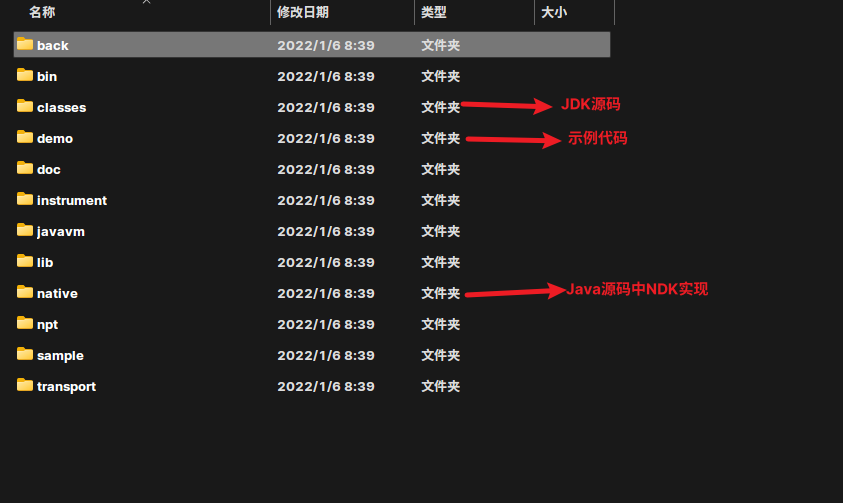 名称 修改日期 类型 大小
back 2022/1/6 8:39 文件夹
bin 2022/1/6 8:39 文件夹
classes 2022/1/6 8:39 文件夹 JDK源码
demo 2022/1/6 8:39 文件夹 示例代码
doc 2022/1/6 8:39 文件夹
instrument 2022/1/6 8:39 文件夹
javavm 2022/1/6 8:39 文件夹
lib 2022/1/6 8:39 文件夹
native 2022/1/6 8:39 文件夹 Java源码中NDK实现
npt 2022/1/6 8:39 文件夹
sample 2022/1/6 8:39 文件夹
transport 2022/1/6 8:39 文件夹